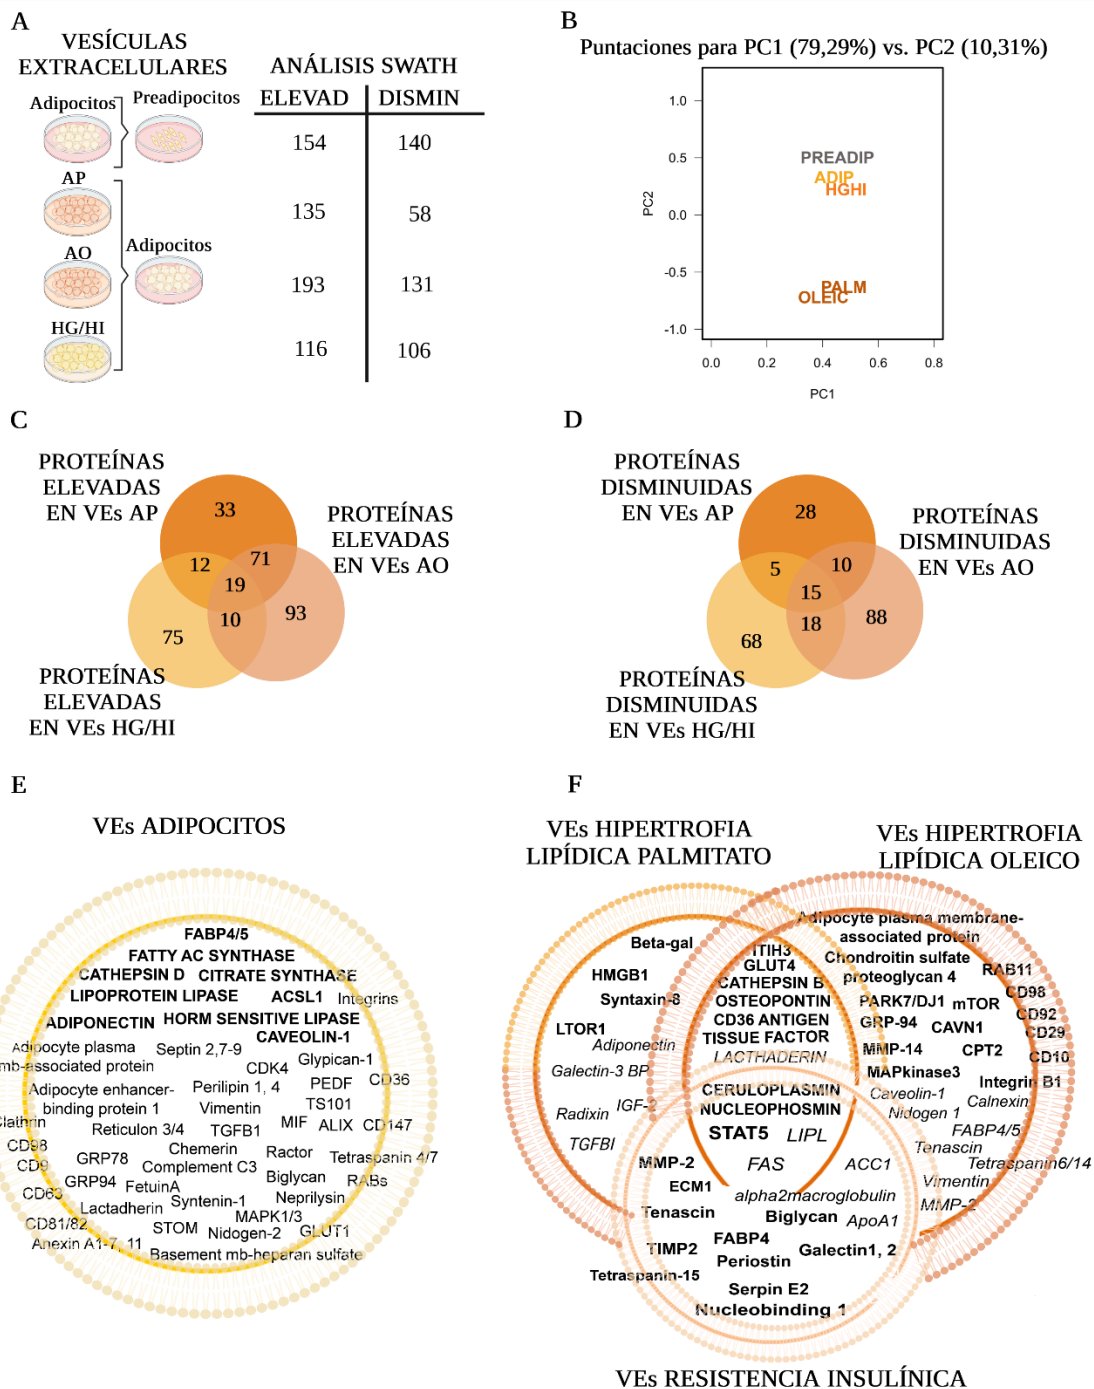 A
VESÍCULAS
EXTRACELULARES
Adipocitos
Preadipocitos
AP
AO
Adipocitos
HG/HI
ANÁLISIS SWATH
ELEVAD DISMIN
154 140
135 58
193 131
116 106
B
Puntaciones para PC1 (79,29%) vs. PC2 (10,31%)
1.0
0.5
0.0
-0.5
-1.0
PC2
PREADIP
ADIP
HGHI
PALM
OLEIC
0.0 0.2 0.4 0.6 0.8
PC1
C
PROTEÍNAS
ELEVADAS
EN VEs AP
PROTEÍNAS
ELEVADAS
EN VEs AO
33
12
71
19
10
93
75
PROTEÍNAS
ELEVADAS
EN VEs HG/HI
D
PROTEÍNAS
DISMINUIDAS
EN VEs AP
PROTEÍNAS
DISMINUIDAS
EN VEs AO
28
5
10
15
18
88
68
PROTEÍNAS
DISMINUIDAS
EN VEs HG/HI
E
VEs ADIPOCITOS
FABP4/5
FATTY AC SYNTHASE
CATHEPSIN D CITRATE SYNTHASE
LIPOPROTEIN LIPASE ACSL1 Integrins
ADIPONECTIN HORM SENSITIVE LIPASE
CAVEOLIN-1
Adipocyte plasma
mb-associated protein
Septin 2,7-9
Glypican-1
CDK4
Adipocyte enhancer-
binding protein 1
Perilipin 1, 4 PEDF CD36
Vimentin TS101
Clathrin
Reticulon 3/4 TGFB1 MIF ALIX CD147
CD98
CD9
GRP78
Chemerin
Complement C3
Ractor
Tetraspanin 4/7
CD63
GRP94
FetuinA
Biglycan
RABs
Lactadherin
Syntenin-1
Neprilysin
CD81/82
STOM
MAPK1/3
Nidogen-2
GLUT1
Anexin A1-7, 11
Basement mb-heparan sulfate
F
VEs HIPERTROFIA
LIPÍDICA PALMITATO
VEs HIPERTROFIA
LIPÍDICA OLEICO
Beta-gal
HMGB1
Syntaxin-8
LTOR1
Adiponectin
Galectin-3 BP
IGF-2
Radixin
TGFBI
ITIH3
GLUT4
CATHEPSIN B
OSTEOPONTIN
CD36 ANTIGEN
TISSUE FACTOR
LACTHADERIN
Adipocyte plasma membrane-
associated protein
Chondroitin sulfate
proteoglycan 4
RAB11
CD98
PARK7/DJ1 mTOR
CD92
GRP-94 CAVN1
CD29
MMP-14 CPT2
CD10
MAPkinase3
Integrin B1
Caveolin-1
Calnexin
Nidogen 1
FABP4/5
Tenascin
Tetraspanin6/14
Vimentin
MMP-2
CERULOPLASMIN
NUCLEOPHOSMIN
STAT5 LIPL
MMP-2
FAS
ACC1
ECM1
alpha2macroglobulin
Tenascin
Biglycan ApoA1
TIMP2
FABP4
Galectin1, 2
Periostin
Tetraspanin-15
Serpin E2
Nucleobinding 1
VEs RESISTENCIA INSULÍNICA